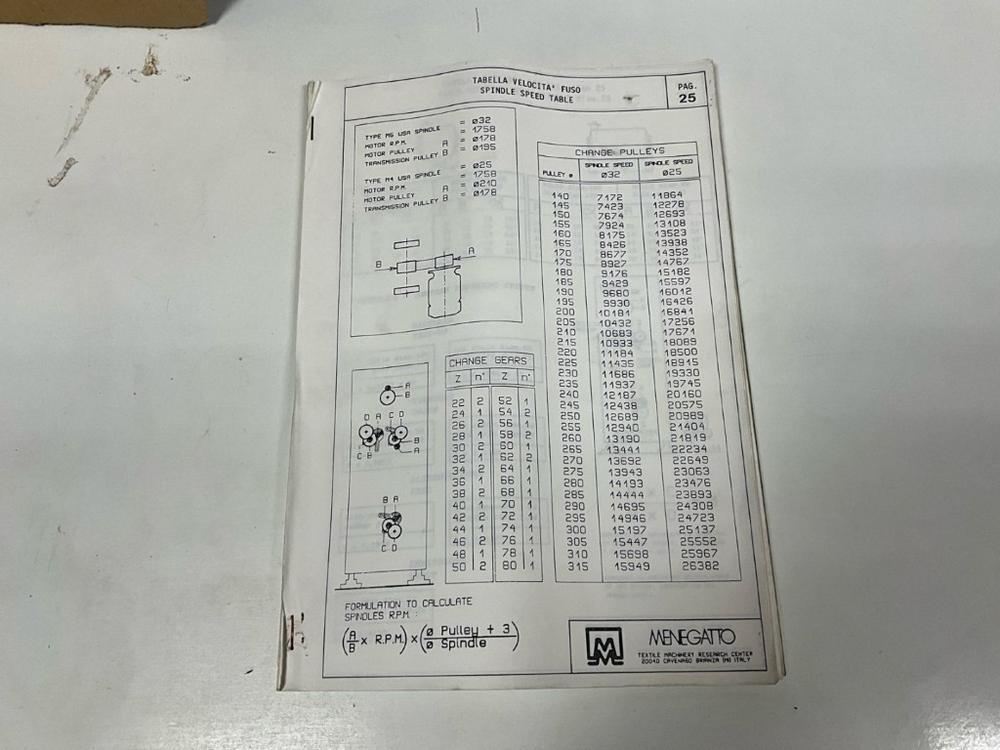 TABELLA VELOCITA' FUSO
SPINDLE SPEED TABLE
PAG.
25
TYPE M5 USA SPINDLE = ø32
MOTOR R.P.M. = 1758
MOTOR PULLEY A = ø178
TRANSMISSION PULLEY B = ø195
TYPE M4 USA SPINDLE = ø25
MOTOR R.P.M. = 1758
MOTOR PULLEY A = ø210
TRANSMISSION PULLEY B = ø178
B A
CHANGE PULLEYS
PULLEY ø SPINDLE SPEED ø32 SPINDLE SPEED ø25
140 7172 11864
145 7423 12278
150 7674 12693
155 7924 13108
160 8175 13523
165 8426 13938
170 8677 14352
175 8927 14767
180 9176 15182
185 9429 15597
190 9680 16012
195 9930 16426
200 10181 16841
205 10432 17256
210 10683 17671
215 10933 18089
220 11184 18500
225 11435 18915
230 11686 19330
235 11937 19745
240 12187 20160
245 12438 20575
250 12689 20989
255 12940 21404
260 13190 21819
265 13441 22234
270 13692 22649
275 13943 23063
280 14193 23476
285 14444 23893
290 14695 24308
295 14946 24723
300 15197 25137
305 15447 25552
310 15698 25967
315 15949 26382
CHANGE GEARS
Z n° Z n°
22 2 52 1
24 1 54 2
26 2 56 1
28 1 58 2
30 2 60 1
32 1 62 2
34 2 64 1
36 1 66 1
38 2 68 1
40 1 70 1
42 2 72 1
44 1 74 1
46 2 76 1
48 1 78 1
50 2 80 1
A
B
D A C D
B
C B A
B A
C D
FORMULATION TO CALCULATE
SPINDLES R.P.M. :
(A/B x R.P.M.) x (ø Pulley + 3 / ø Spindle)
M
MENEGATTO
TEXTILE MACHINERY RESEARCH CENTER
20040 CAVENAGO BRIANZA (MI) ITALY